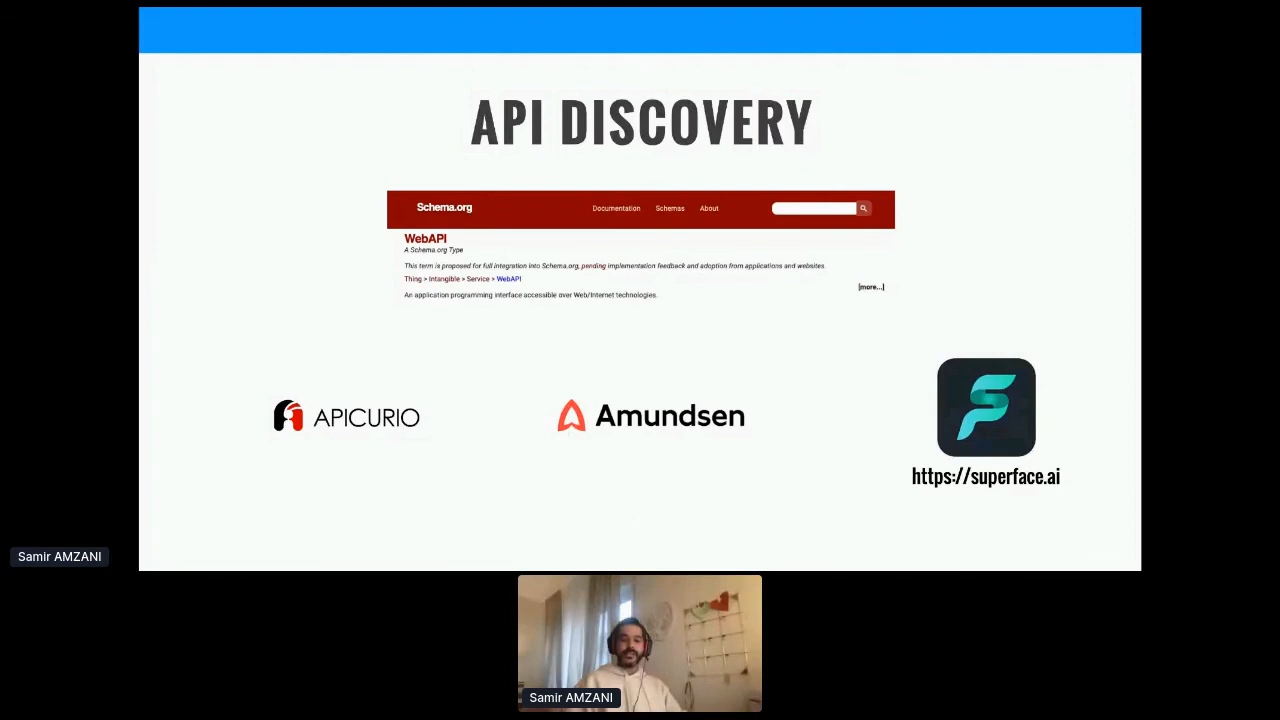 API DISCOVERY
Schema.org
Documentation Schemas About
WebAPI
A Schema.org Type
This term is proposed for full integration into Schema.org, pending implementation feedback and adoption from applications and websites.
Thing > Intangible > Service > WebAPI
[more...]
An application programming interface accessible over Web/Internet technologies.
APICURIO
Amundsen
https://superface.ai
Samir AMZANI
Samir AMZANI